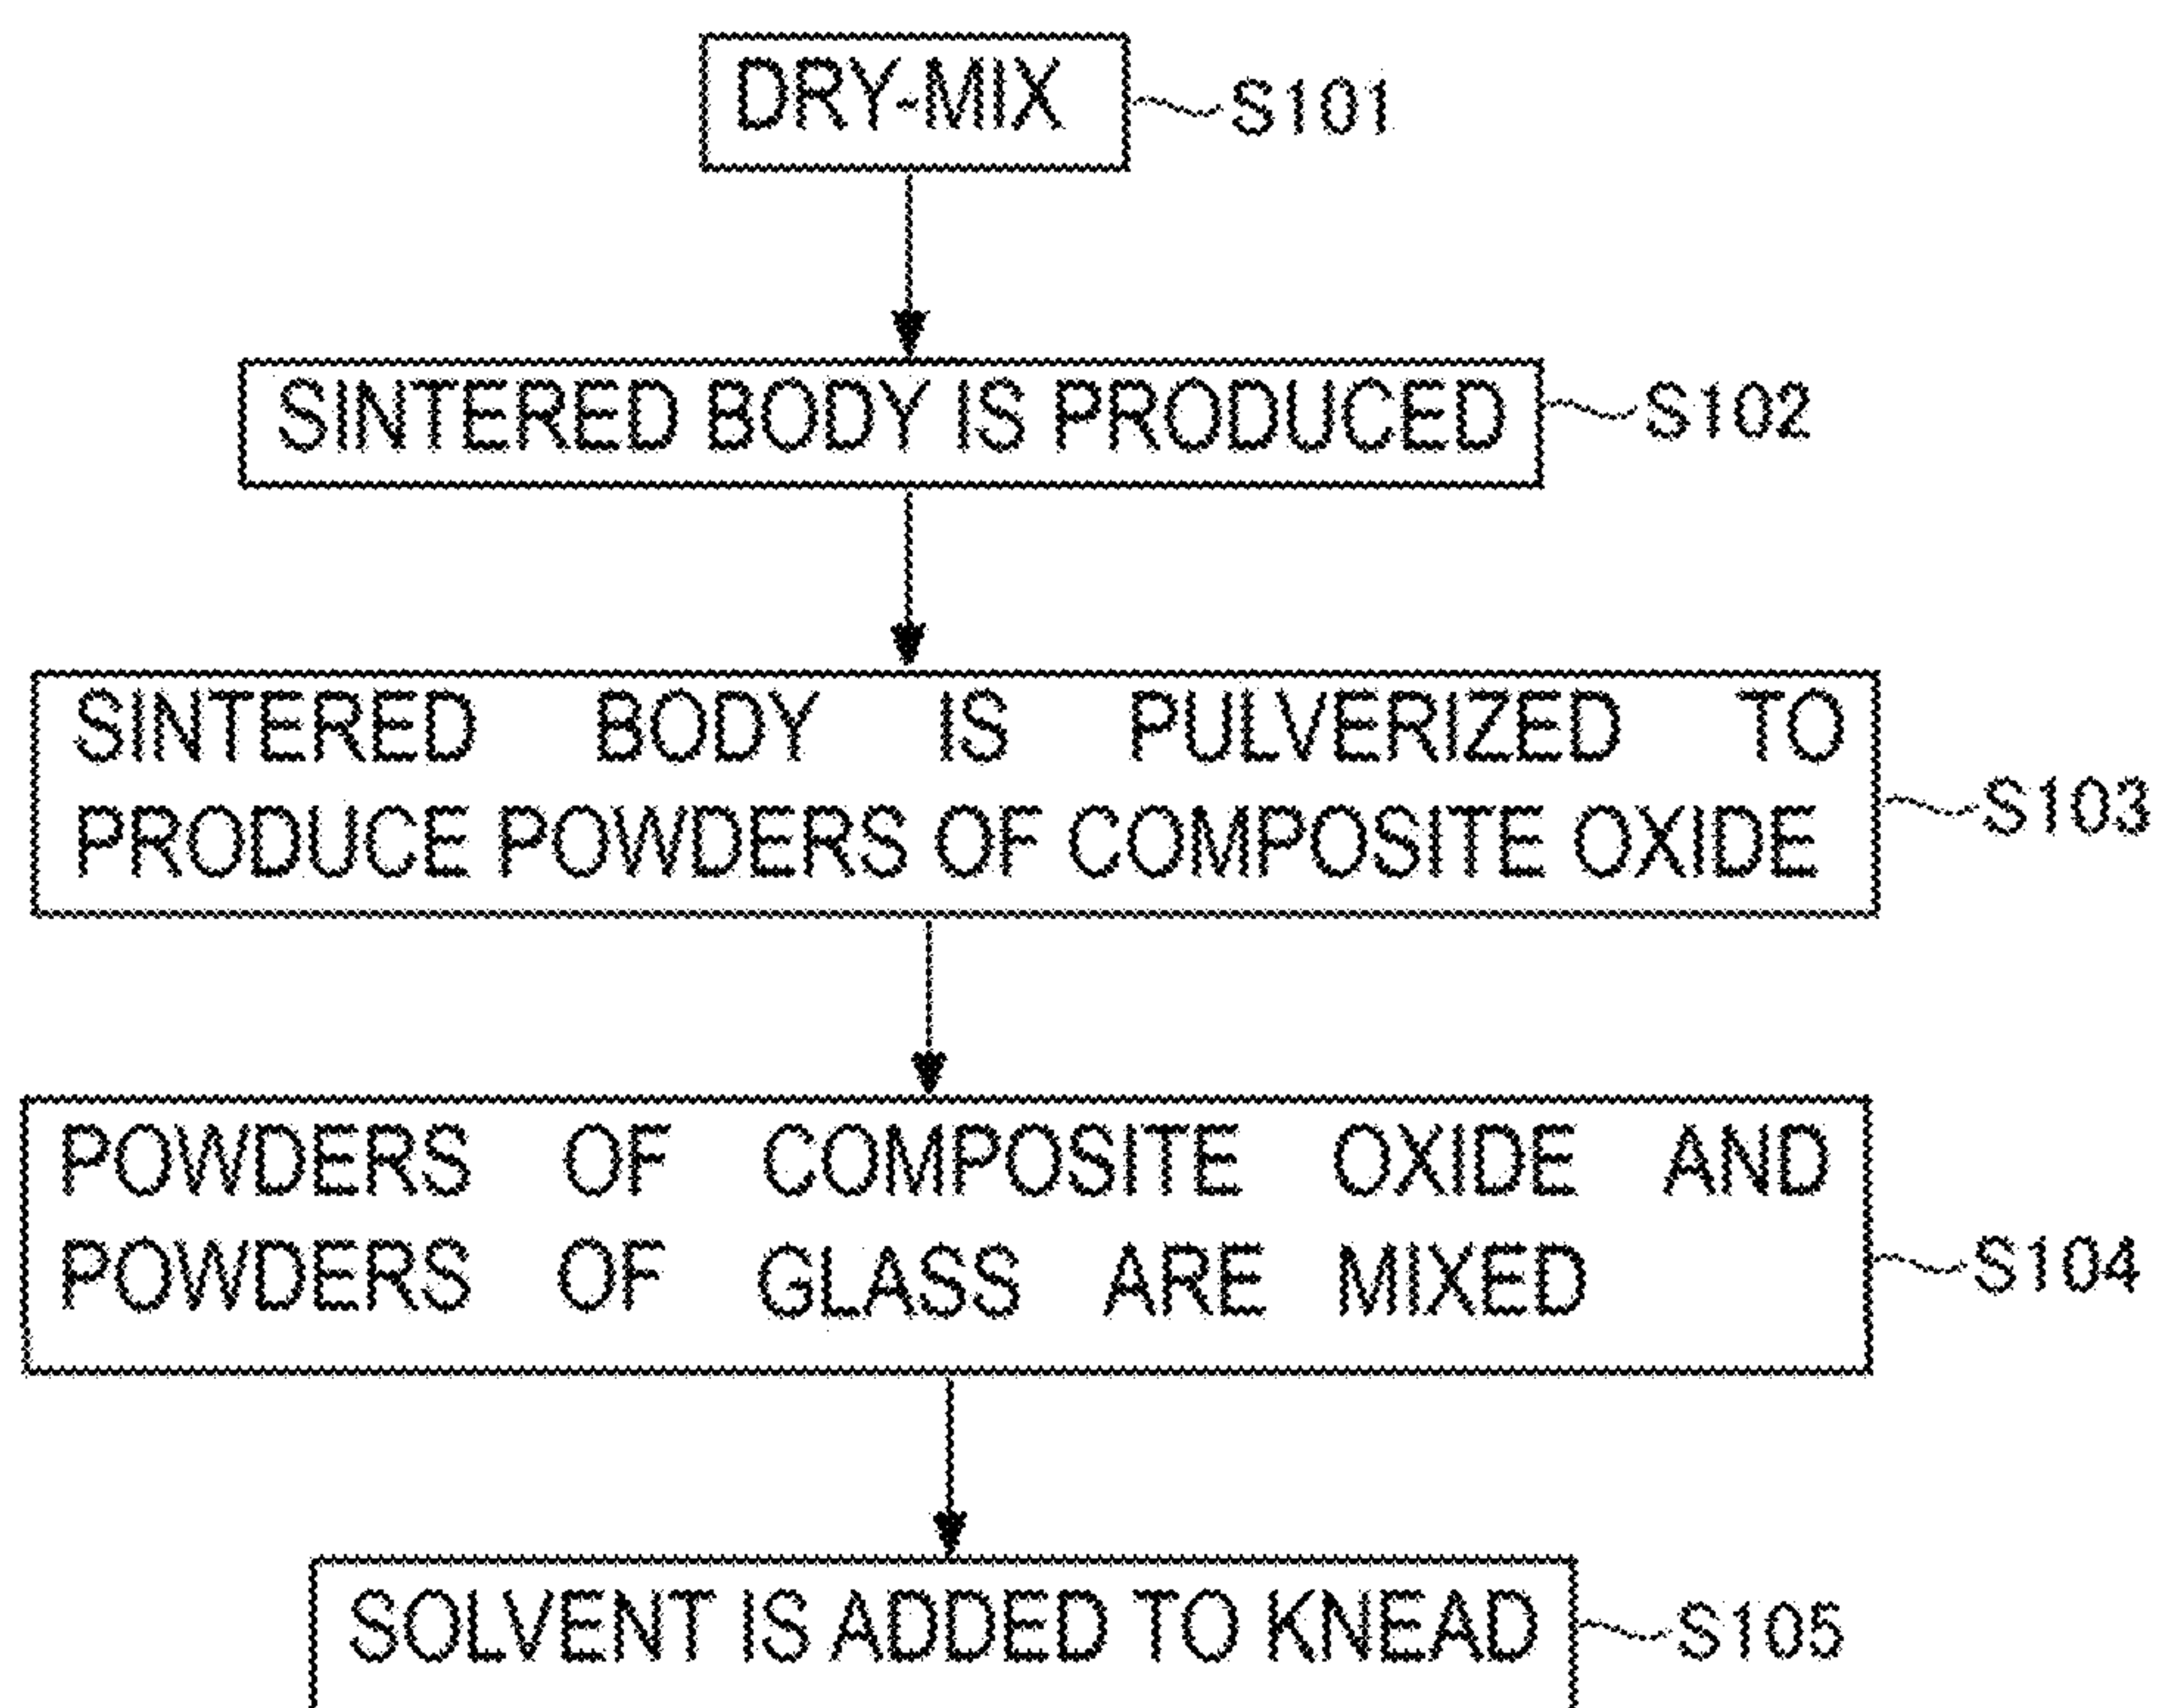 DRY-MIX S101
SINTERED BODY IS PRODUCED S102
SINTERED BODY IS PULVERIZED TO
PRODUCE POWDERS OF COMPOSITE OXIDE S103
POWDERS OF COMPOSITE OXIDE AND
POWDERS OF GLASS ARE MIXED S104
SOLVENT IS ADDED TO KNEAD S105